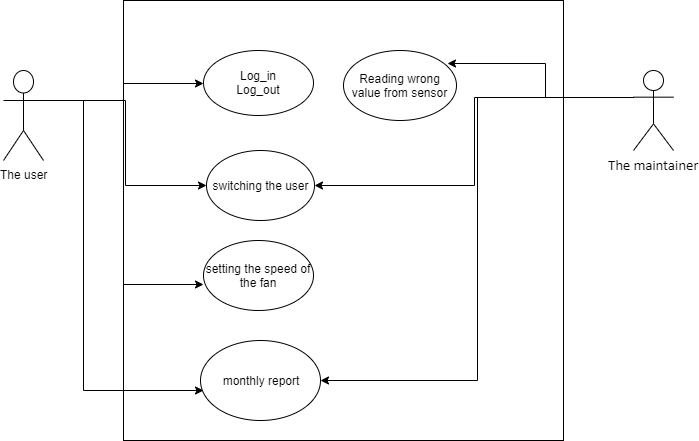 Log_in
Log_out
Reading wrong
value from sensor
The user
The maintainer
switching the user
setting the speed of
the fan
monthly report